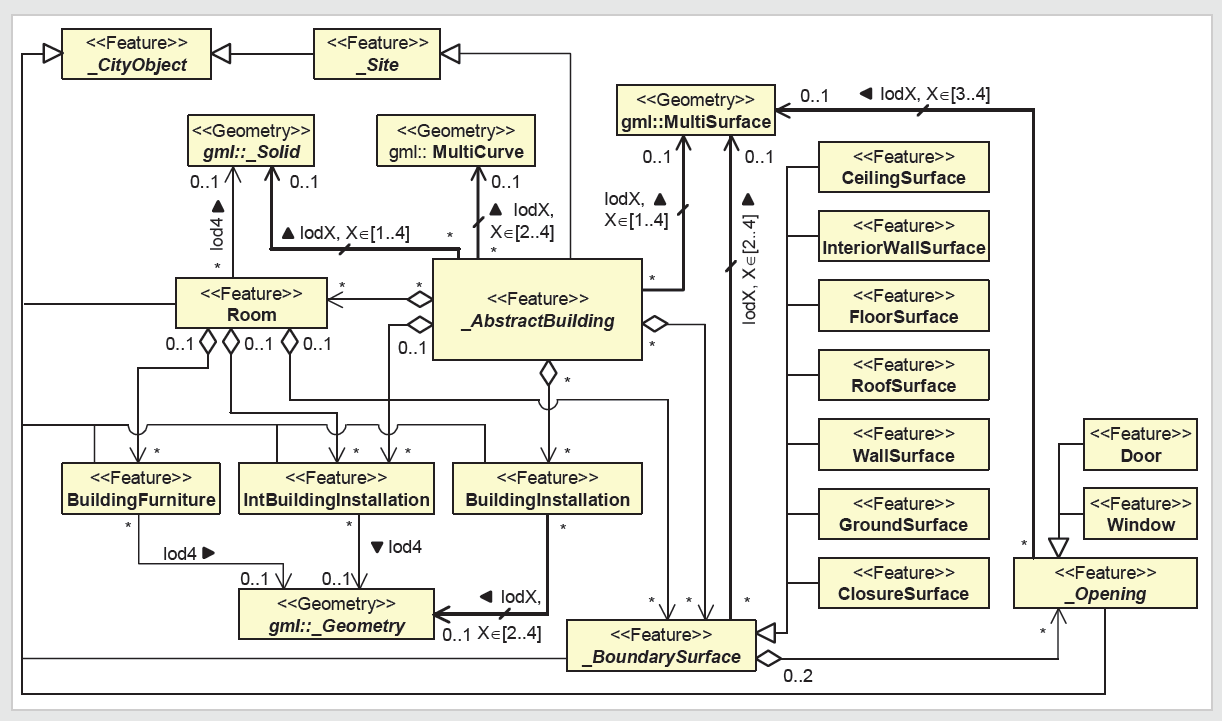 <<Feature>>
_CityObject
<<Feature>>
_Site
<<Geometry>>
gml::MultiSurface
0..1
◀ lodX, X∈[3..4]
<<Geometry>>
gml::_Solid
<<Geometry>>
gml:: MultiCurve
0..1
0..1
0..1
0..1
0..1
lod4 ▲
*
▲ lodX, X∈[1..4]
*
▲ lodX,
X∈[2..4]
*
lodX, ▲
X∈[1..4]
*
lodX, X∈[2..4] ▲
<<Feature>>
CeilingSurface
<<Feature>>
InteriorWallSurface
<<Feature>>
FloorSurface
<<Feature>>
RoofSurface
<<Feature>>
WallSurface
<<Feature>>
GroundSurface
<<Feature>>
ClosureSurface
<<Feature>>
Room
*
*
<<Feature>>
_AbstractBuilding
0..1
0..1
0..1
0..1
*
*
*
*
*
*
<<Feature>>
BuildingFurniture
<<Feature>>
IntBuildingInstallation
<<Feature>>
BuildingInstallation
<<Feature>>
Door
<<Feature>>
Window
*
*
*
*
lod4 ▶
▼ lod4
0..1
0..1
<<Geometry>>
gml::_Geometry
◀ lodX,
0..1 X∈[2..4]
*
*
*
<<Feature>>
_BoundarySurface
0..2
*
<<Feature>>
_Opening